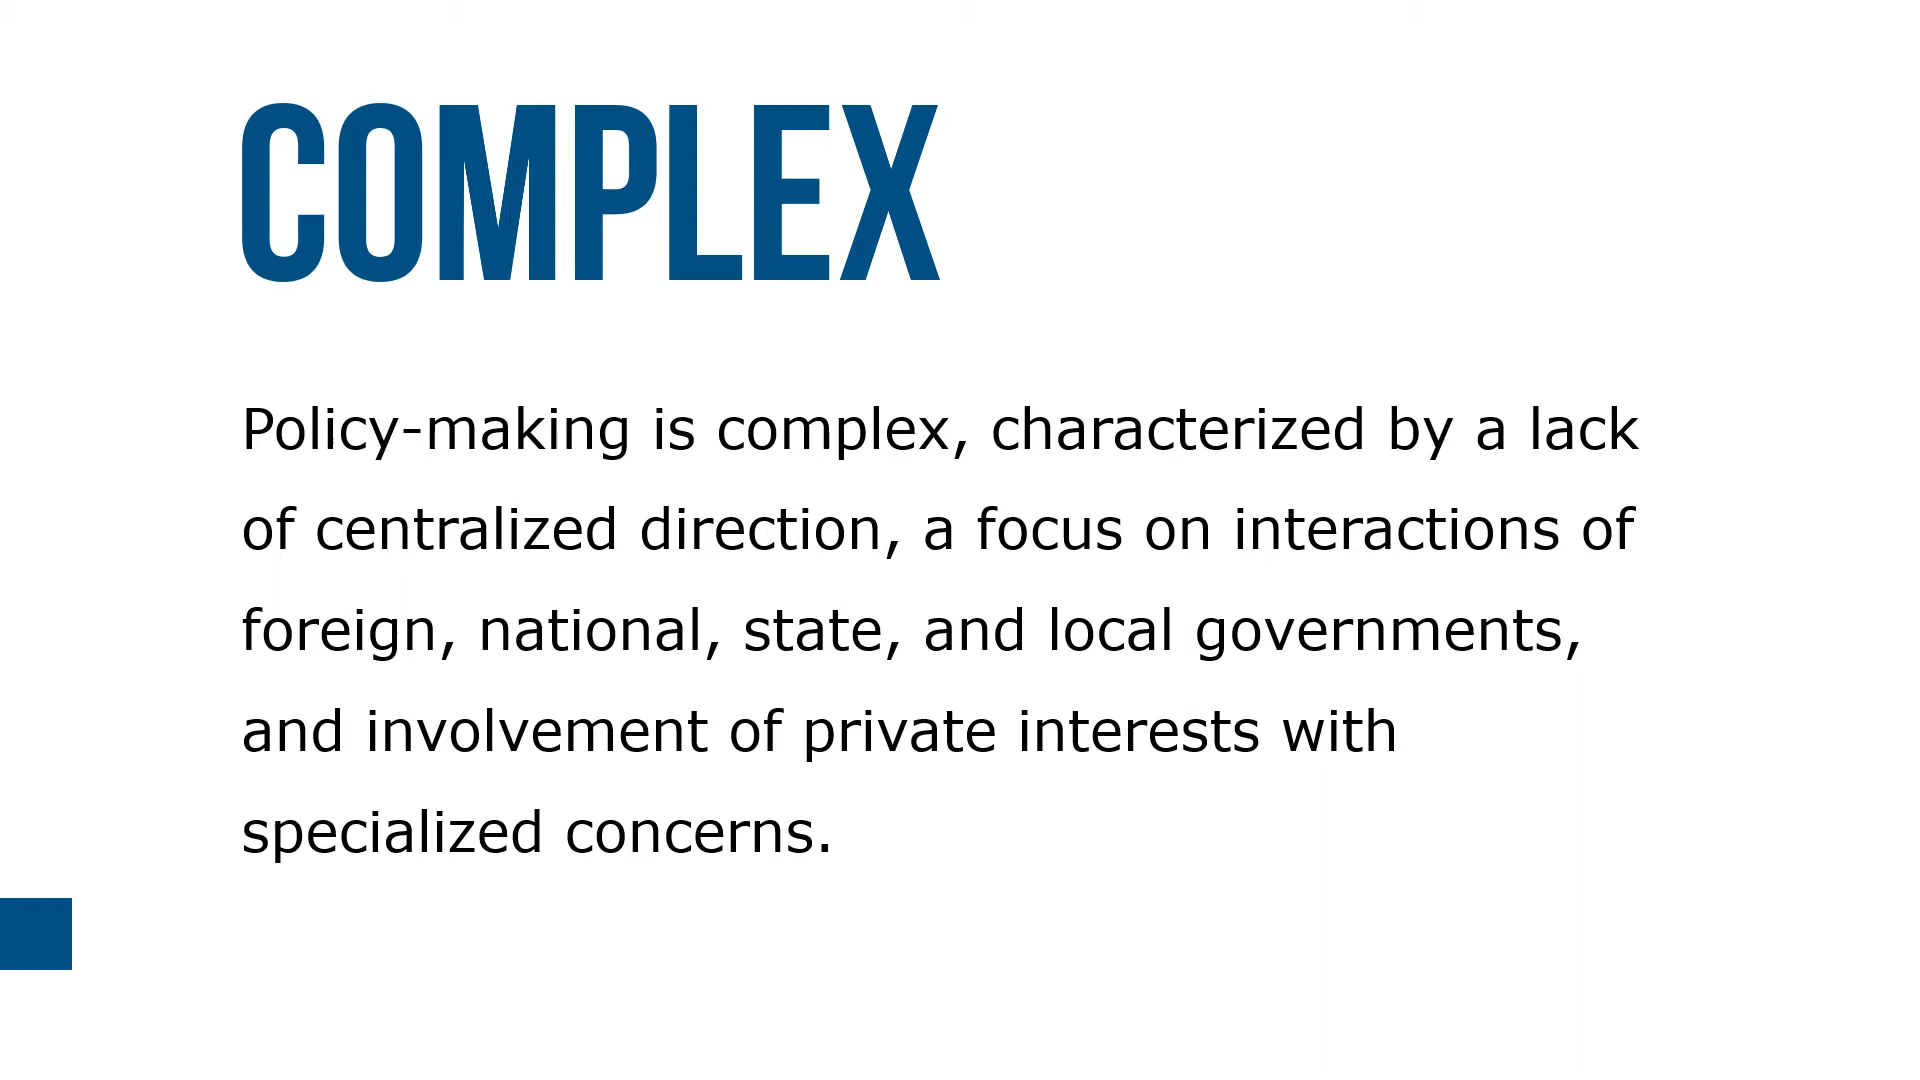 COMPLEX
Policy-making is complex, characterized by a lack
of centralized direction, a focus on interactions of
foreign, national, state, and local governments,
and involvement of private interests with
specialized concerns.